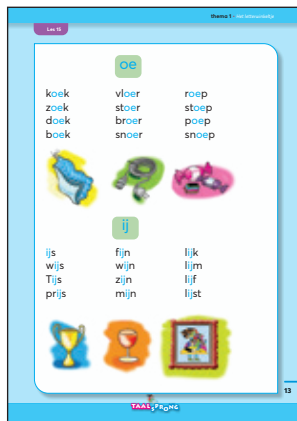 thema 1 - Het letterwinkeltje
Les 15
oe
koek vloer roep
zoek stoer stoep
doek broer poep
boek snoer snoep
ij
ijs fijn lijk
wijs wijn lijm
Tijs zijn lijf
prijs mijn lijst
13
TAALSPRONG